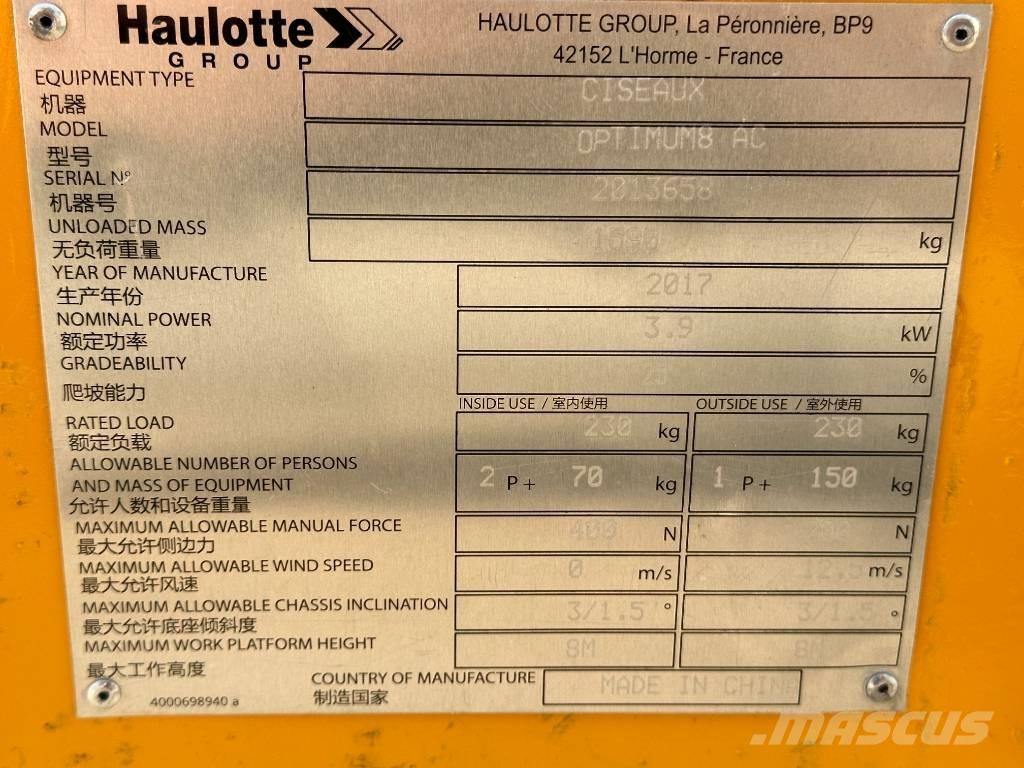 Haulotte
GROUP
HAULOTTE GROUP, La Péronnière, BP9
42152 L'Horme - France
EQUIPMENT TYPE CISEAUX
机器
MODEL OPTIMUM8 AC
型号
SERIAL Nº 2013658
机器号
UNLOADED MASS kg
无负荷重量
YEAR OF MANUFACTURE 2017
生产年份
NOMINAL POWER 3.9 kW
额定功率
GRADEABILITY %
爬坡能力
INSIDE USE / 室内使用 OUTSIDE USE / 室外使用
RATED LOAD 230 kg 230 kg
额定负载
ALLOWABLE NUMBER OF PERSONS
AND MASS OF EQUIPMENT 2 P + 70 kg 1 P + 150 kg
允许人数和设备重量
MAXIMUM ALLOWABLE MANUAL FORCE 400 N N
最大允许侧边力
MAXIMUM ALLOWABLE WIND SPEED 0 m/s 12.5 m/s
最大允许风速
MAXIMUM ALLOWABLE CHASSIS INCLINATION 3/1.5 ° 3/1.5 °
最大允许底座倾斜度
MAXIMUM WORK PLATFORM HEIGHT 8M 8M
最大工作高度
COUNTRY OF MANUFACTURE MADE IN CHINA
制造国家
4000698940 a
MASCUS